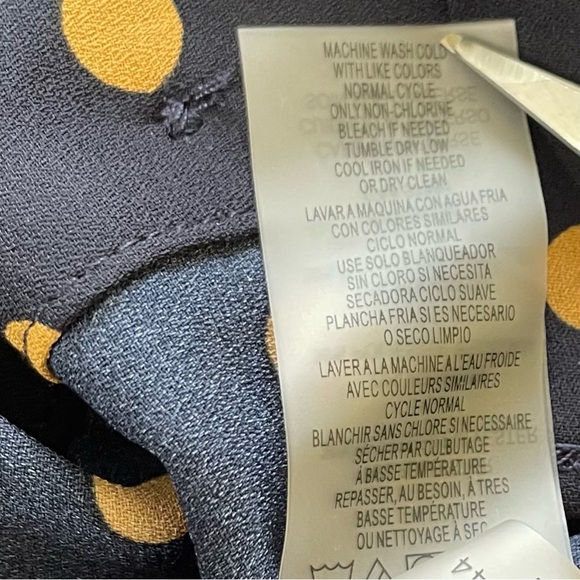 MACHINE WASH COLD
WITH LIKE COLORS
NORMAL CYCLE
ONLY NON-CHLORINE
BLEACH IF NEEDED
TUMBLE DRY LOW
COOL IRON IF NEEDED
OR DRY CLEAN
LAVAR A MAQUINA CON AGUA FRIA
CON COLORES SIMILARES
CICLO NORMAL
USE SOLO BLANQUEADOR
SIN CLORO SI NECESITA
SECADORA CICLO SUAVE
PLANCHA FRIA SI ES NECESARIO
O SECO LIMPIO
LAVER A LA MACHINE A L'EAU FROIDE
AVEC COULEURS SIMILAIRES
CYCLE NORMAL
BLANCHIR SANS CHLORE SI NECESSAIRE
SÉCHER PAR CULBUTAGE
À BASSE TEMPÉRATURE
REPASSER, AU BESOIN, À TRES
BASSE TEMPÉRATURE
OU NETTOYAGE À SEC